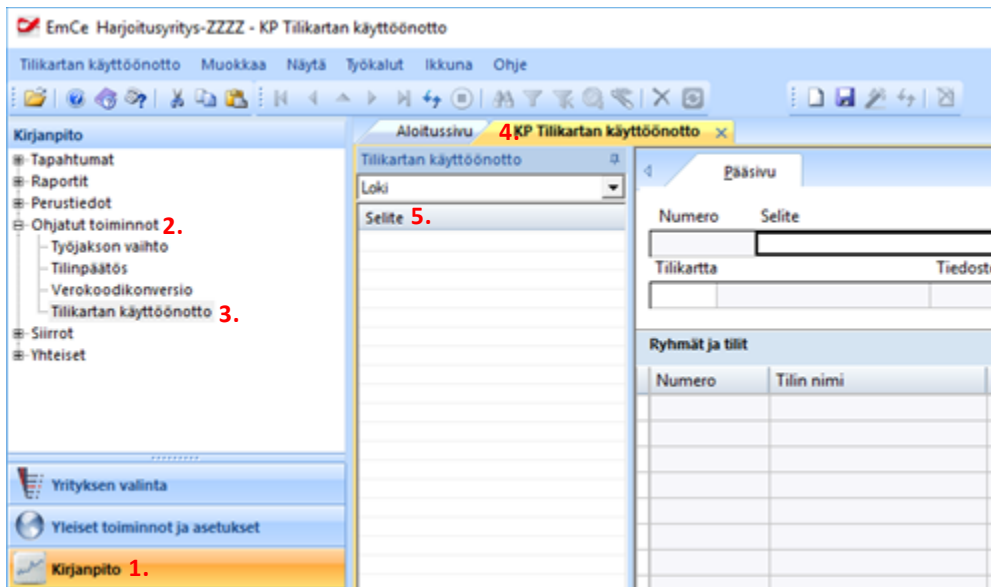 EmCe Harjoitusyritys-ZZZZ - KP Tilikartan käyttöönotto
Tilikartan käyttöönotto Muokkaa Näytä Työkalut Ikkuna Ohje
Kirjanpito
Tapahtumat
Raportit
Perustiedot
Ohjatut toiminnot 2.
Työjakson vaihto
Tilinpäätös
Verokoodikonversio
Tilikartan käyttöönotto 3.
Siirrot
Yhteiset
Yrityksen valinta
Yleiset toiminnot ja asetukset
Kirjanpito 1.
Aloitussivu 4. KP Tilikartan käyttöönotto
Tilikartan käyttöönotto
Loki
Selite 5.
Pääsivu
Numero Selite
Tilikartta Tiedosto
Ryhmät ja tilit
Numero Tilin nimi